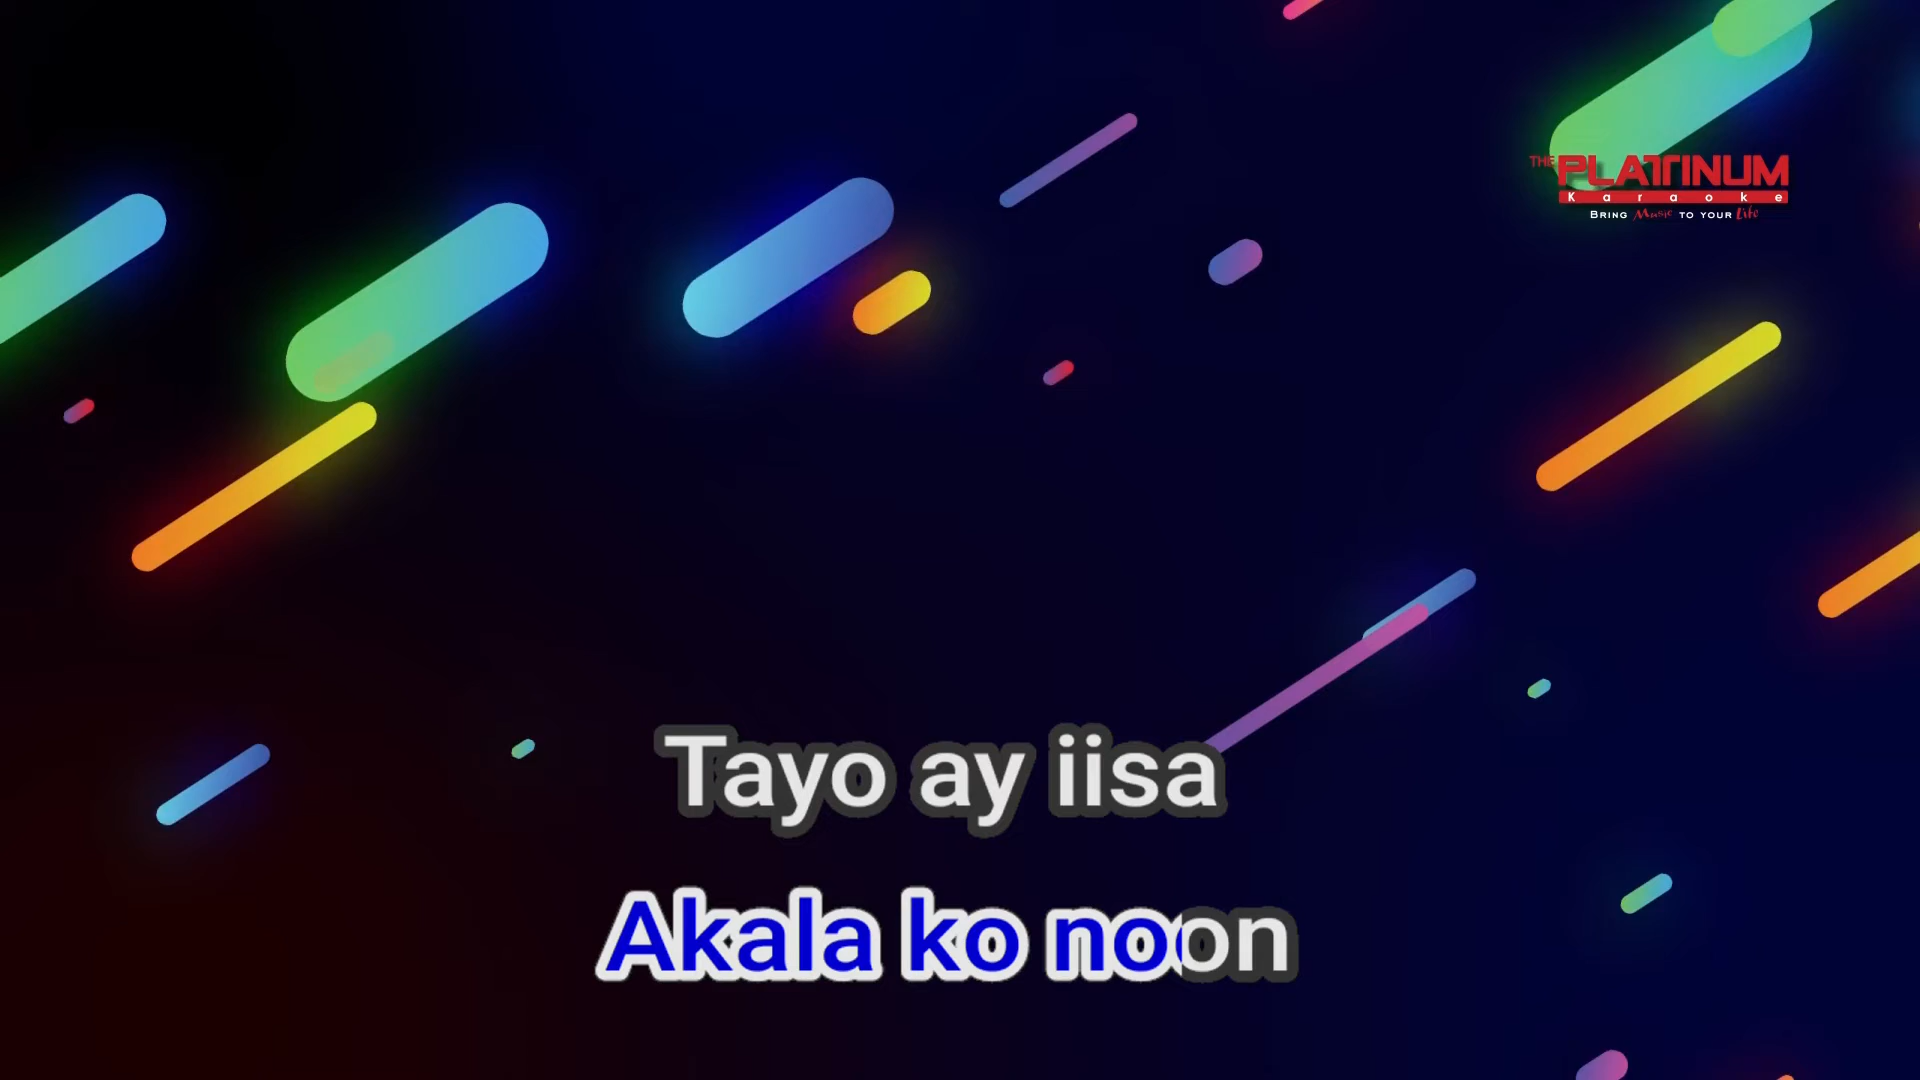 THE PLATINUM
Karaoke
BRING Music TO YOUR Life
Tayo ay iisa
Akala ko noon